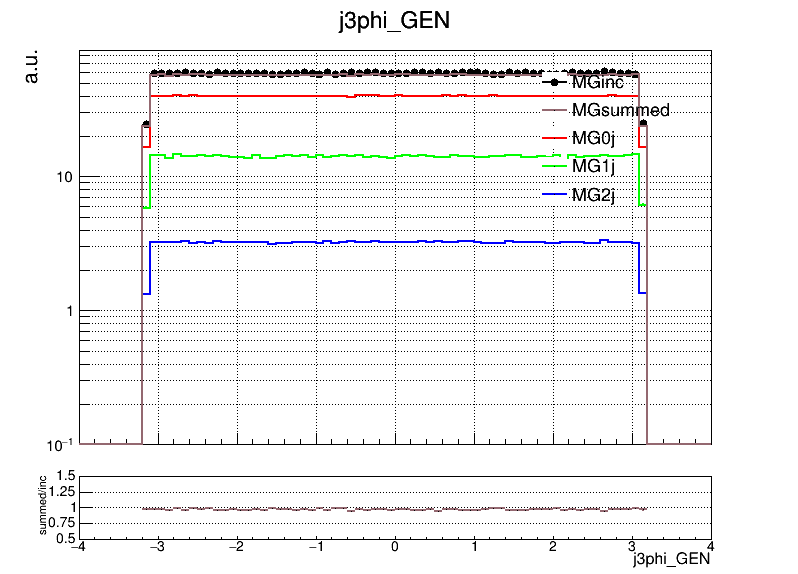 j3phi_GEN
a.u.
MGinc
MGsummed
MG0j
MG1j
MG2j
10
1
10⁻¹
summed/inc
1.5
1.25
1
0.75
0.5
−4 −3 −2 −1 0 1 2 3 4
j3phi_GEN